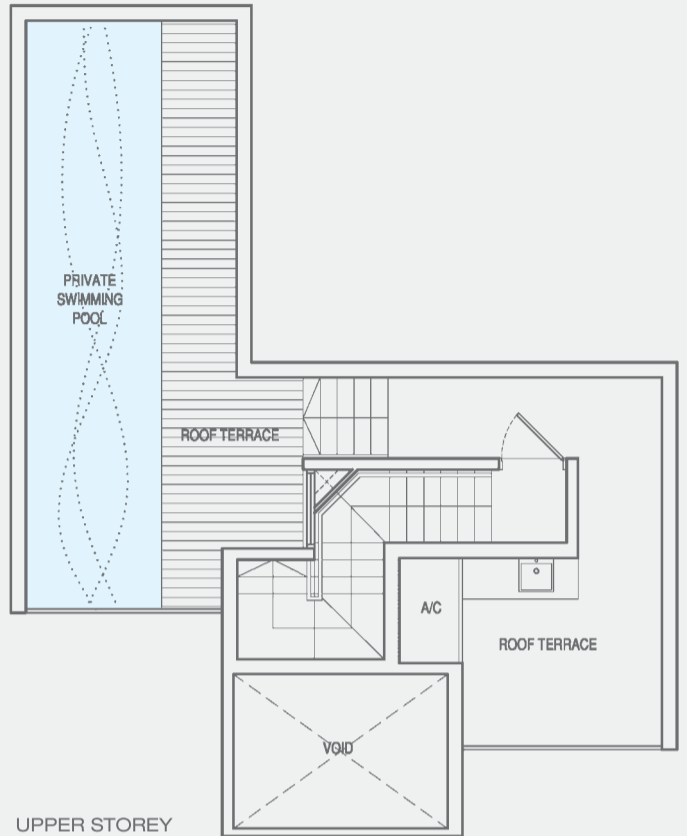 PRIVATE
SWIMMING
POOL
ROOF TERRACE
A/C
ROOF TERRACE
VOID
UPPER STOREY